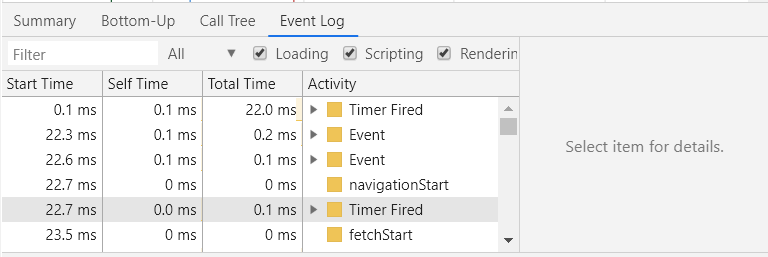 Summary Bottom-Up Call Tree Event Log
Filter All Loading Scripting Renderin
Start Time Self Time Total Time Activity
0.1 ms 0.1 ms 22.0 ms Timer Fired
22.3 ms 0.1 ms 0.2 ms Event
22.6 ms 0.1 ms 0.1 ms Event
Select item for details.
22.7 ms 0 ms 0 ms navigationStart
22.7 ms 0.0 ms 0.1 ms Timer Fired
23.5 ms 0 ms 0 ms fetchStart